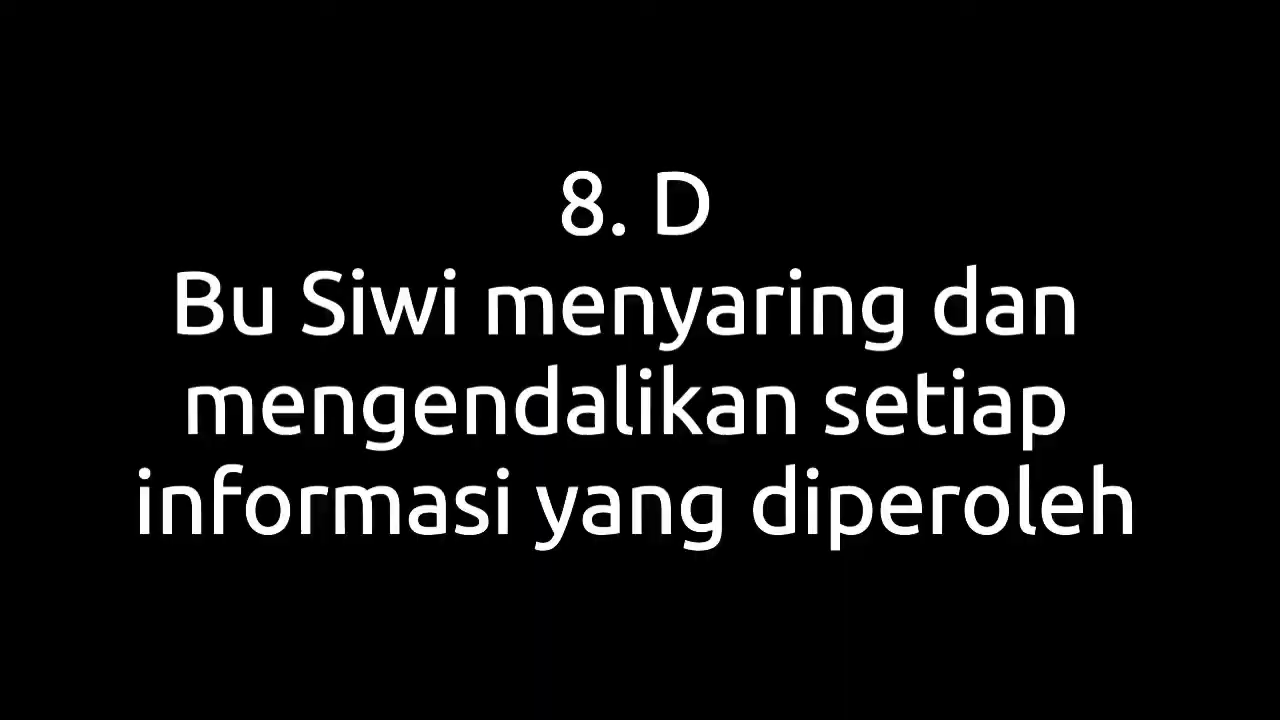 8. D
Bu Siwi menyaring dan
mengendalikan setiap
informasi yang diperoleh